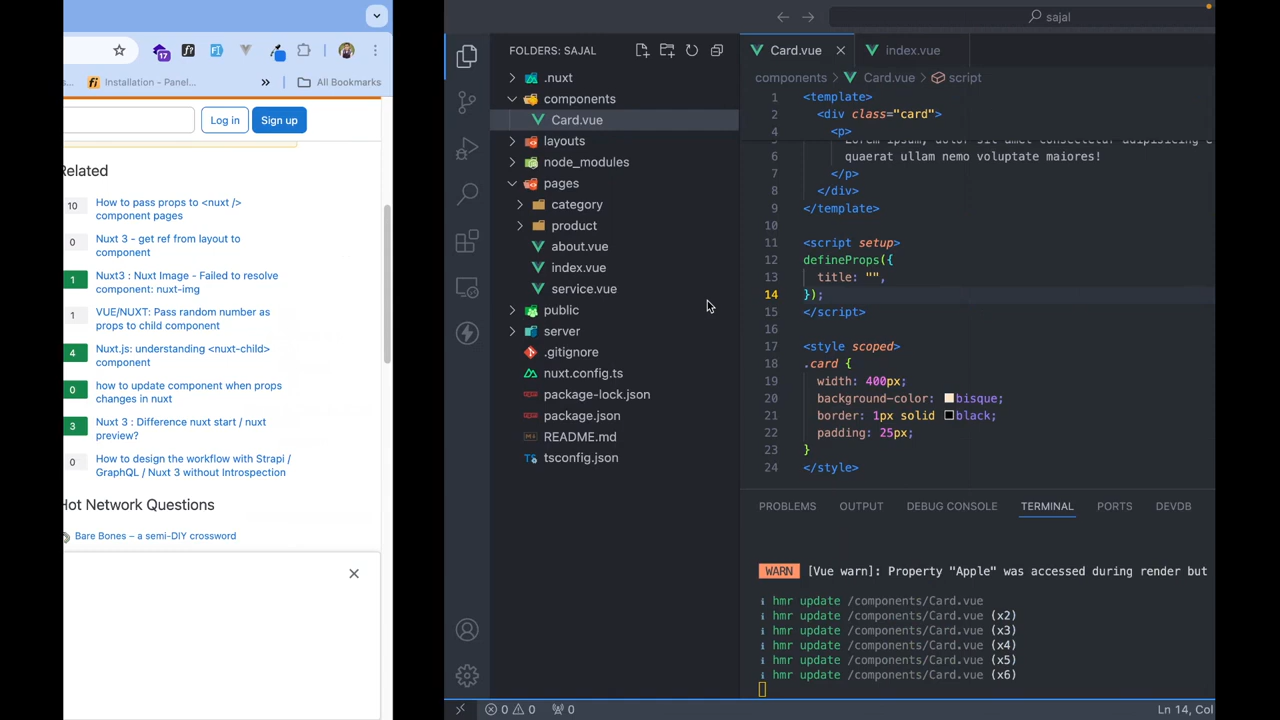 17
s...
Installation - Panel...
»
All Bookmarks
Log in
Sign up
Related
10
How to pass props to <nuxt />
component pages
0
Nuxt 3 - get ref from layout to
component
1
Nuxt3 : Nuxt Image - Failed to resolve
component: nuxt-img
1
VUE/NUXT: Pass random number as
props to child component
4
Nuxt.js: understanding <nuxt-child>
component
0
how to update component when props
changes in nuxt
3
Nuxt 3 : Difference nuxt start / nuxt
preview?
0
How to design the workflow with Strapi /
GraphQL / Nuxt 3 without Introspection
Hot Network Questions
Bare Bones – a semi-DIY crossword
sajal
FOLDERS: SAJAL
.nuxt
components
Card.vue
layouts
node_modules
pages
category
product
about.vue
index.vue
service.vue
public
server
.gitignore
nuxt.config.ts
package-lock.json
package.json
README.md
tsconfig.json
Card.vue
index.vue
components > Card.vue > script
1 <template>
2 <div class="card">
4 <p>
Lorem ipsum, dolor sit amet consectetur adipisicing e
6 quaerat ullam nemo voluptate maiores!
7 </p>
8 </div>
9 </template>
10
11 <script setup>
12 defineProps({
13 title: "",
14 });
15 </script>
16
17 <style scoped>
18 .card {
19 width: 400px;
20 background-color: bisque;
21 border: 1px solid black;
22 padding: 25px;
23 }
24 </style>
PROBLEMS OUTPUT DEBUG CONSOLE TERMINAL PORTS DEVDB
WARN [Vue warn]: Property "Apple" was accessed during render but
i hmr update /components/Card.vue
i hmr update /components/Card.vue (x2)
i hmr update /components/Card.vue (x3)
i hmr update /components/Card.vue (x4)
i hmr update /components/Card.vue (x5)
i hmr update /components/Card.vue (x6)
0 0 0
Ln 14, Col